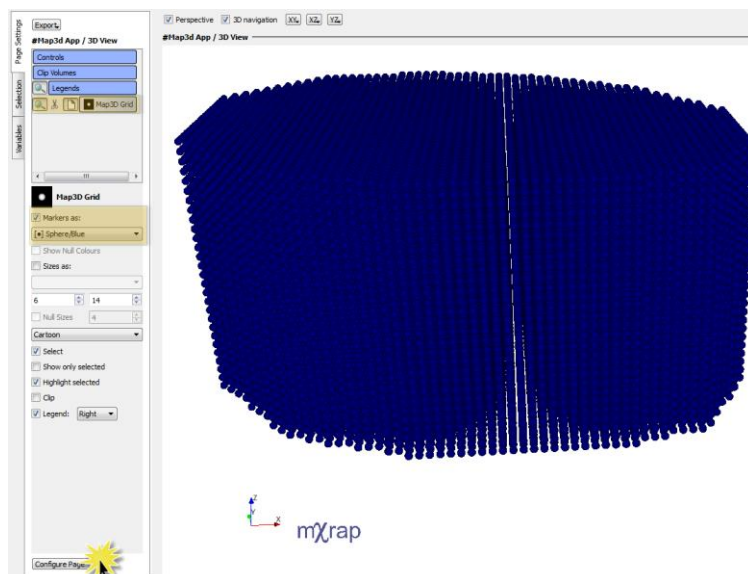 Page Settings
Selection
Variables
Export
#Map3d App / 3D View
Controls
Clip Volumes
Legends
Map3D Grid
Map3D Grid
Markers as:
[•] Sphere/Blue
Show Null Colours
Sizes as:
6 14
Null Sizes 4
Cartoon
Select
Show only selected
Highlight selected
Clip
Legend: Right
Configure Page
Perspective 3D navigation XY XZ YZ
#Map3d App / 3D View
Z
Y
X
mχrap